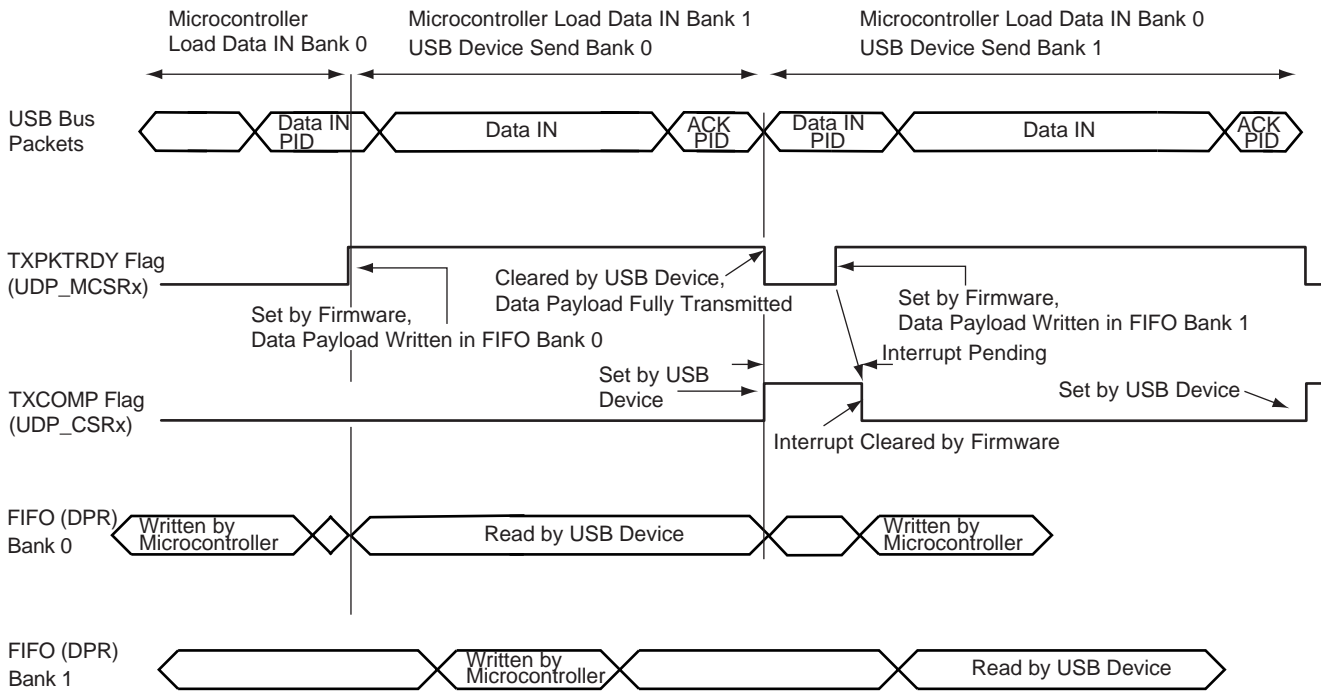 Microcontroller
Load Data IN Bank 0
Microcontroller Load Data IN Bank 1
USB Device Send Bank 0
Microcontroller Load Data IN Bank 0
USB Device Send Bank 1
USB Bus
Packets
Data IN
PID
Data IN
ACK
PID
Data IN
PID
Data IN
ACK
PID
TXPKTRDY Flag
(UDP_MCSRx)
Set by Firmware,
Data Payload Written in FIFO Bank 0
Cleared by USB Device,
Data Payload Fully Transmitted
Set by Firmware,
Data Payload Written in FIFO Bank 1
Interrupt Pending
TXCOMP Flag
(UDP_CSRx)
Set by USB
Device
Set by USB Device
Interrupt Cleared by Firmware
FIFO (DPR)
Bank 0
Written by
Microcontroller
Read by USB Device
Written by
Microcontroller
FIFO (DPR)
Bank 1
Written by
Microcontroller
Read by USB Device